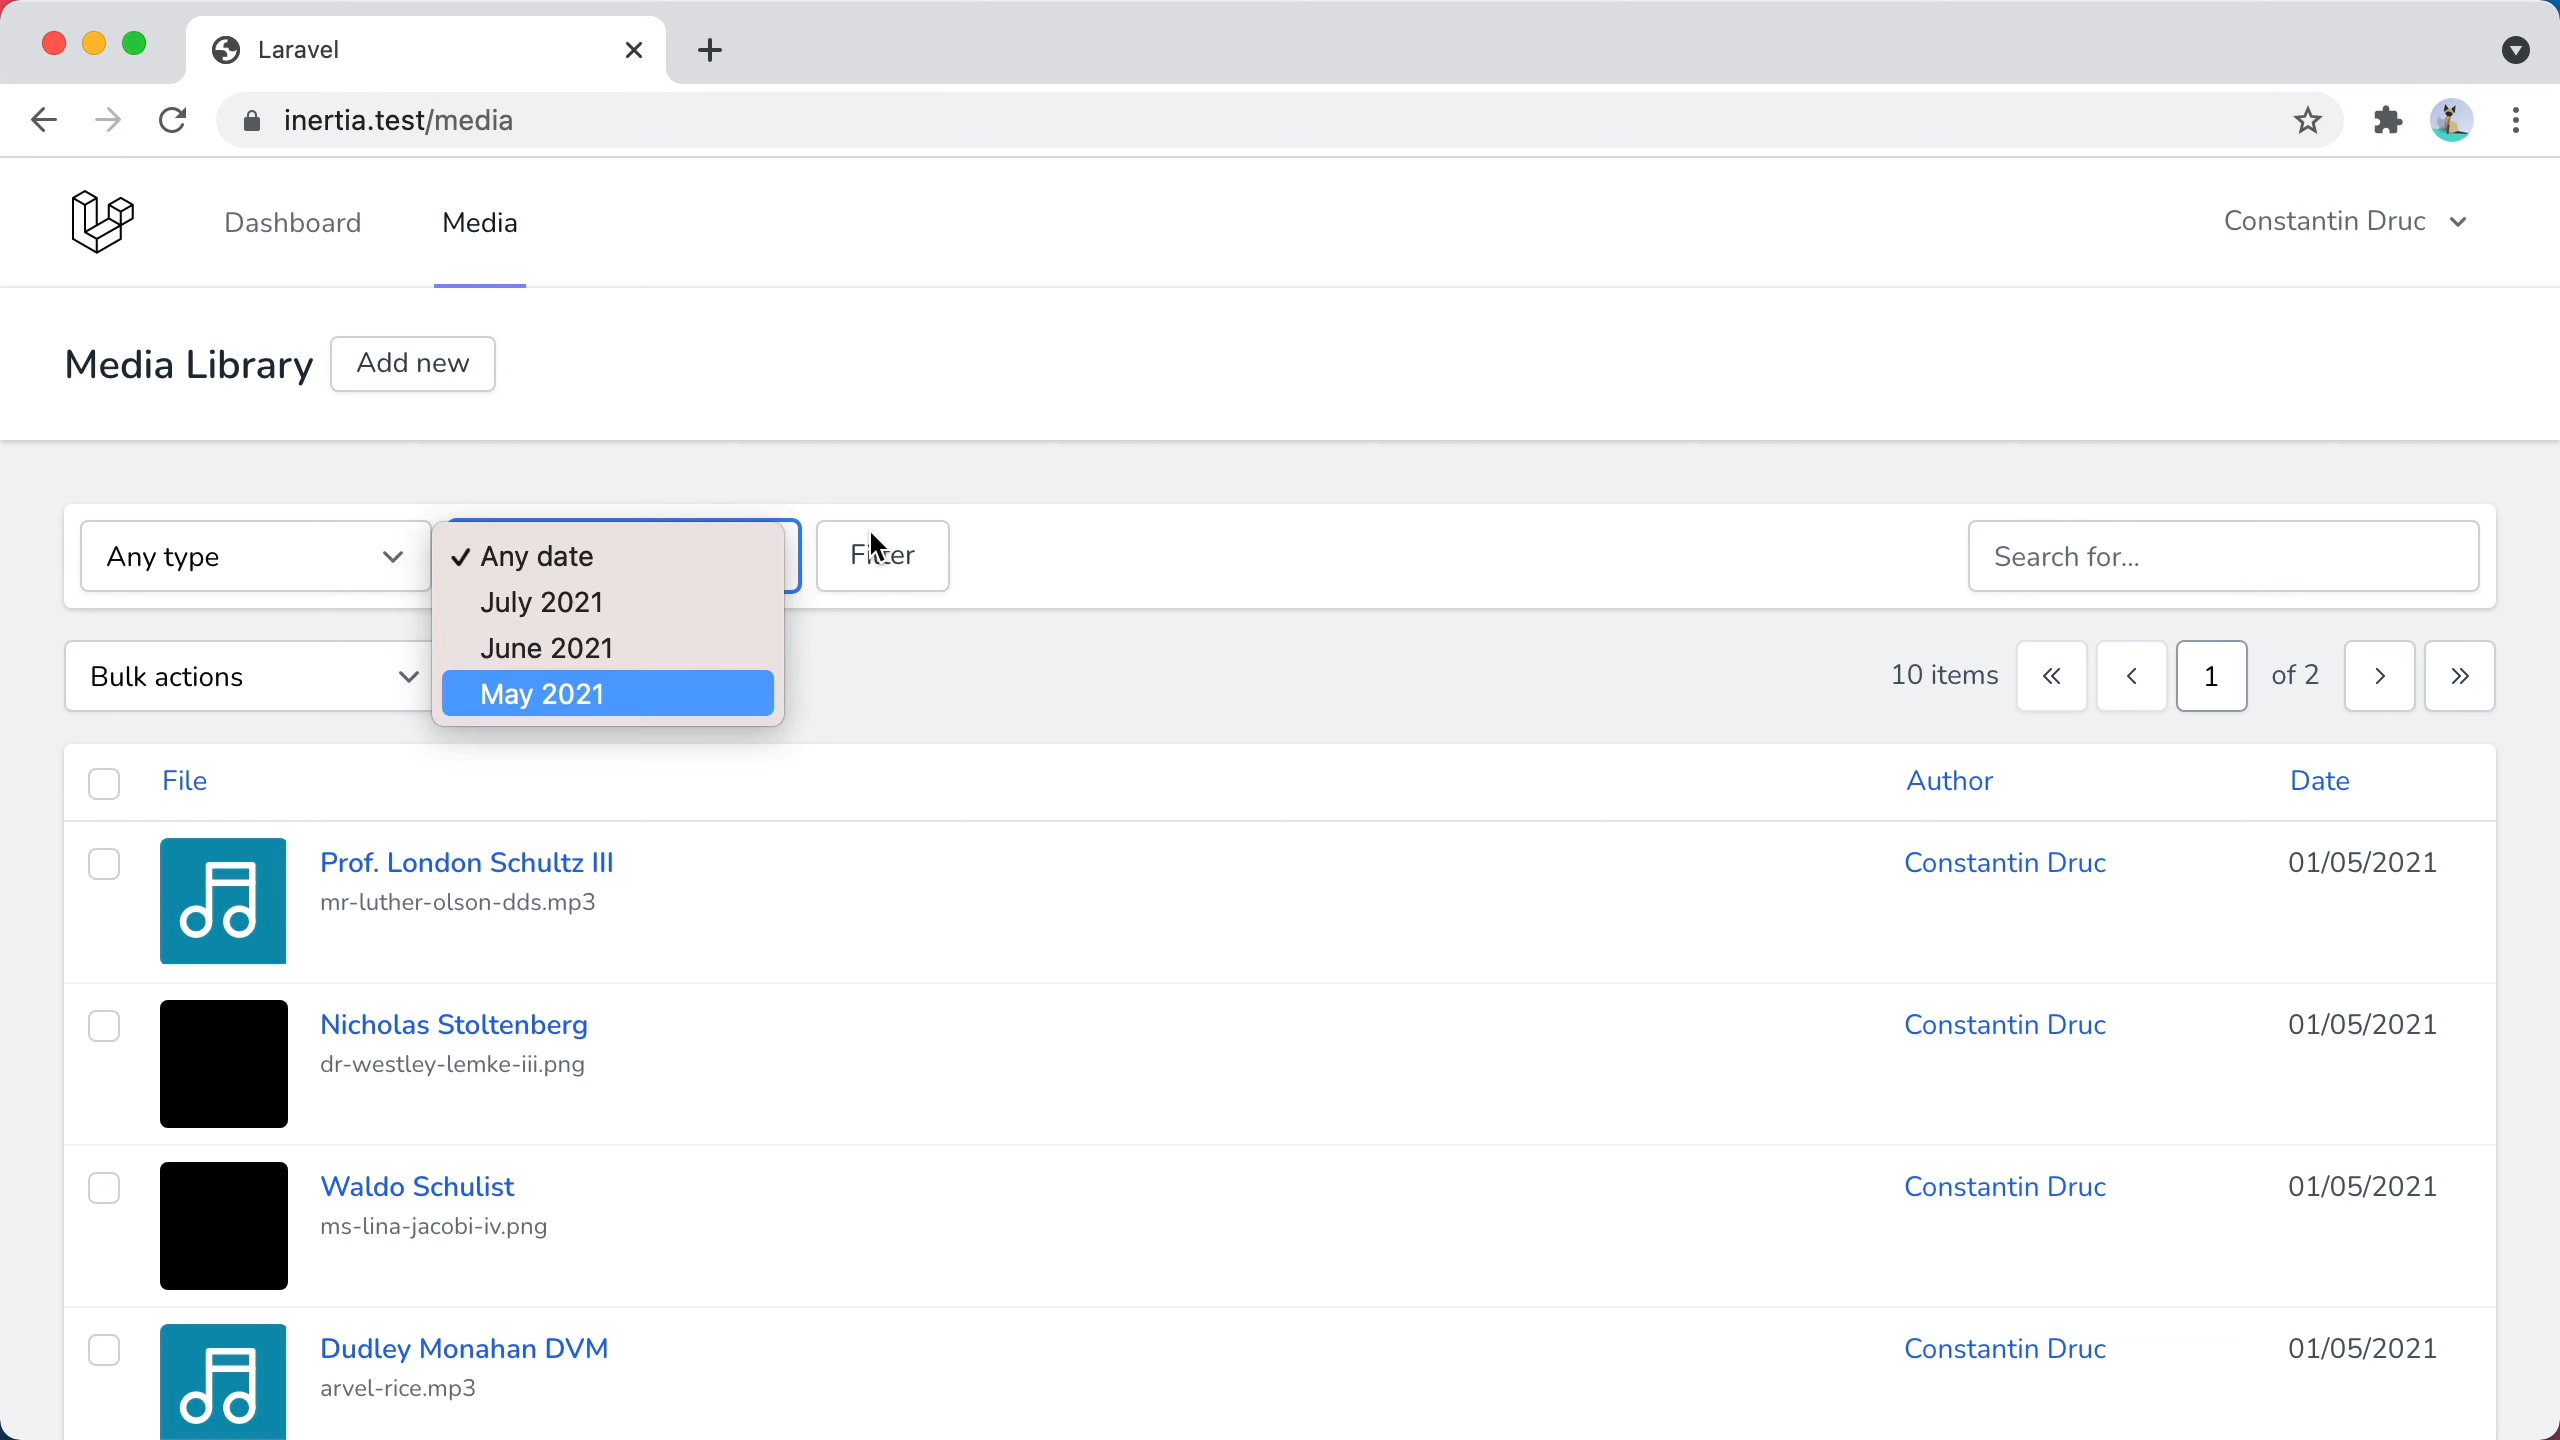 Laravel
inertia.test/media
Dashboard
Media
Constantin Druc
Media Library
Add new
Any type
✓ Any date
July 2021
June 2021
May 2021
Filter
Search for...
Bulk actions
10 items « ‹ 1 of 2 › »
File Author Date
Prof. London Schultz III Constantin Druc 01/05/2021
mr-luther-olson-dds.mp3
Nicholas Stoltenberg Constantin Druc 01/05/2021
dr-westley-lemke-iii.png
Waldo Schulist Constantin Druc 01/05/2021
ms-lina-jacobi-iv.png
Dudley Monahan DVM Constantin Druc 01/05/2021
arvel-rice.mp3